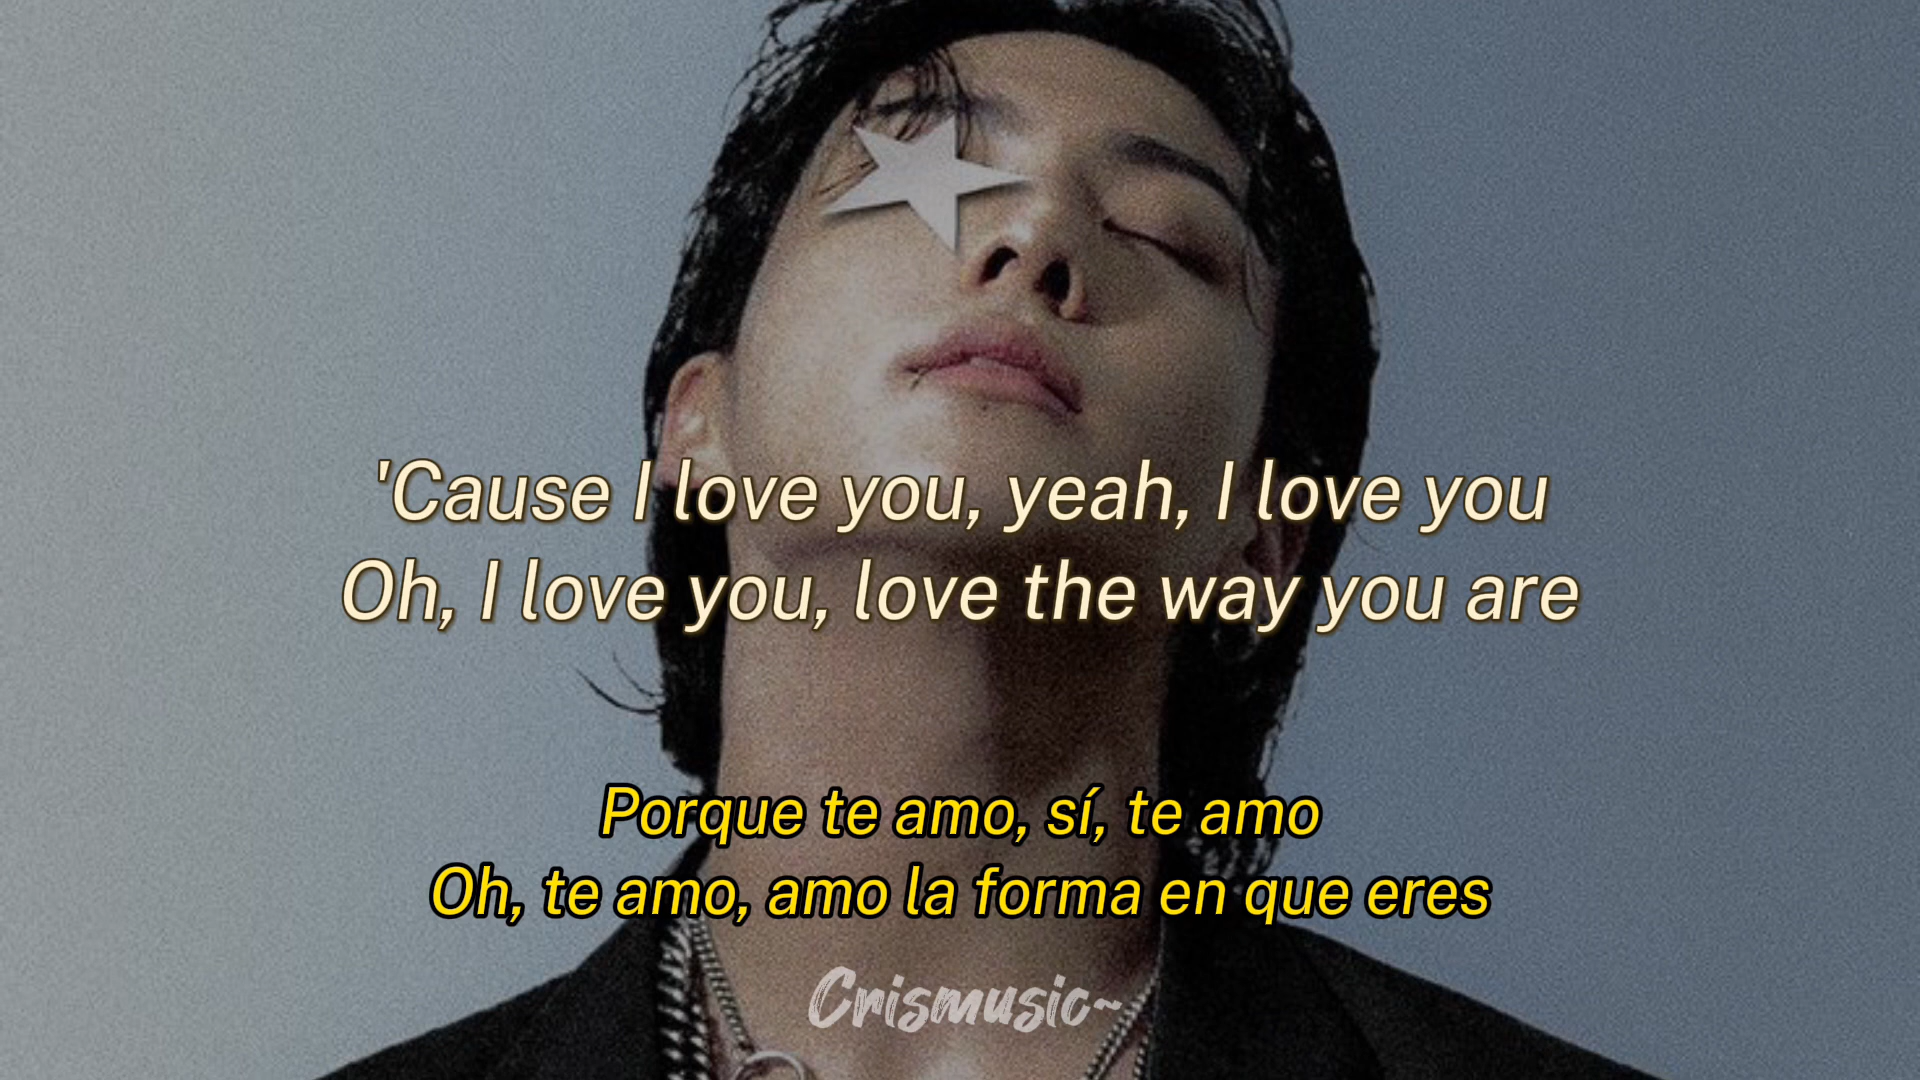 'Cause I love you, yeah, I love you
Oh, I love you, love the way you are
Porque te amo, sí, te amo
Oh, te amo, amo la forma en que eres
Crismusic~